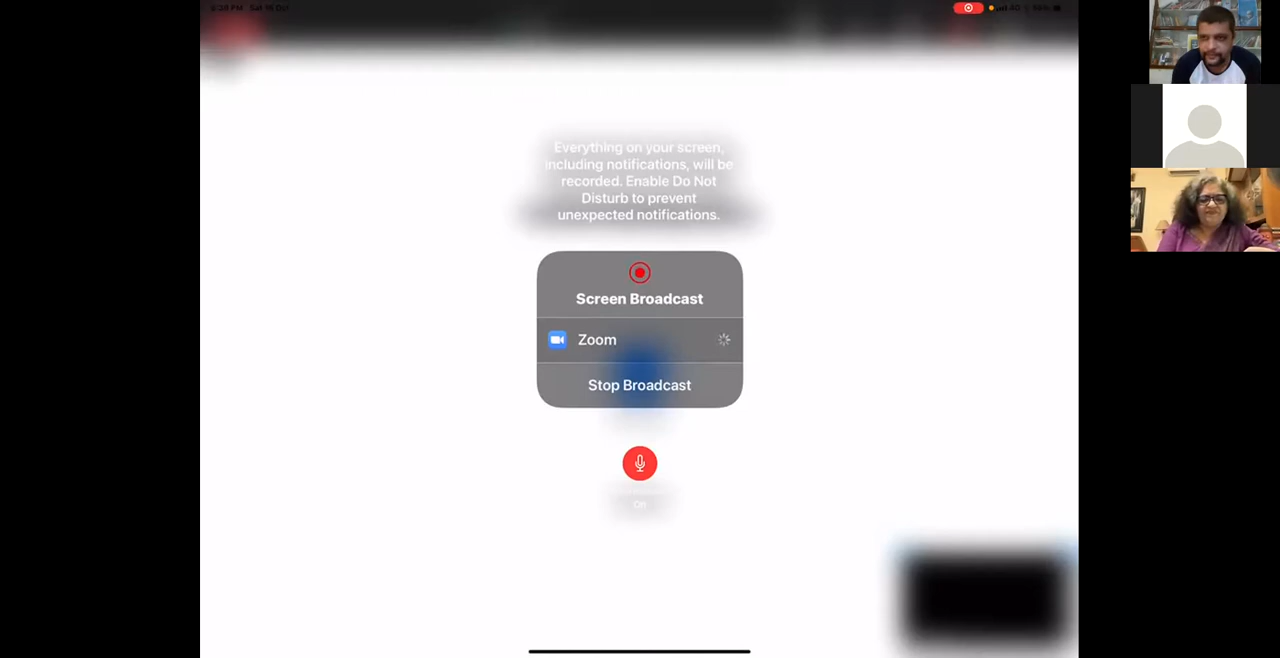 Everything on your screen,
including notifications, will be
recorded. Enable Do Not
Disturb to prevent
unexpected notifications.
Screen Broadcast
Zoom
Stop Broadcast
On